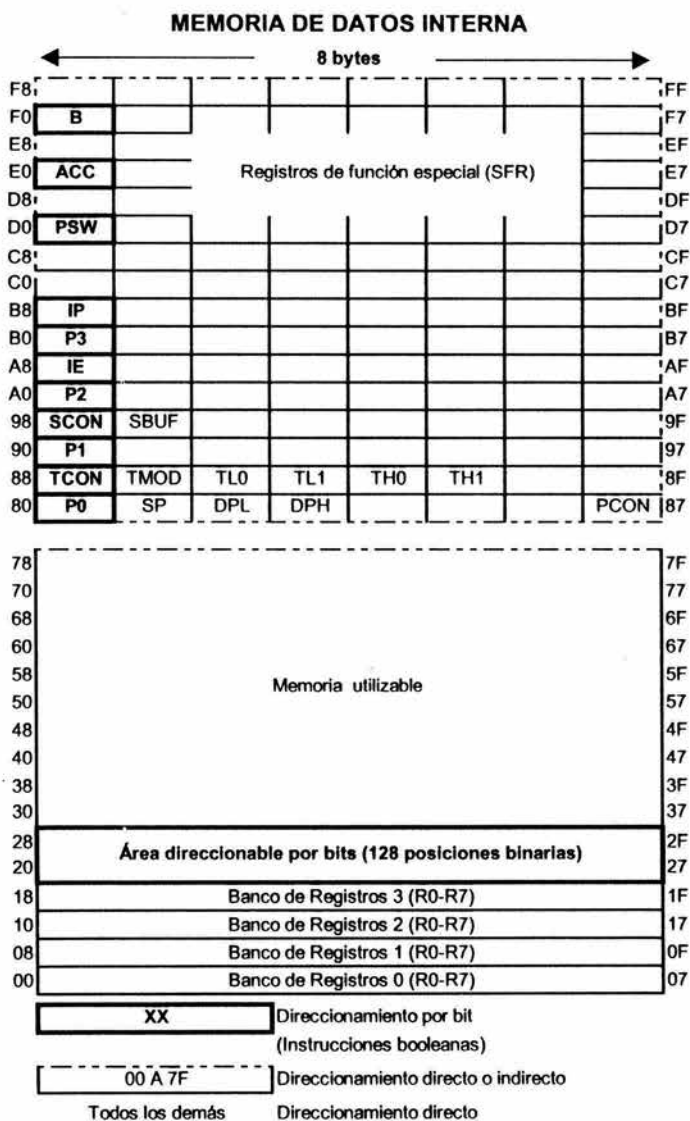 MEMORIA DE DATOS INTERNA
8 bytes
F8 FF
F0 B F7
E8 EF
E0 ACC Registros de función especial (SFR) E7
D8 DF
D0 PSW D7
C8 CF
C0 C7
B8 IP BF
B0 P3 B7
A8 IE AF
A0 P2 A7
98 SCON SBUF 9F
90 P1 97
88 TCON TMOD TL0 TL1 TH0 TH1 8F
80 P0 SP DPL DPH PCON 87
78 7F
70 77
68 6F
60 67
58 Memoria utilizable 5F
50 57
48 4F
40 47
38 3F
30 37
28 Área direccionable por bits (128 posiciones binarias) 2F
20 27
18 Banco de Registros 3 (R0-R7) 1F
10 Banco de Registros 2 (R0-R7) 17
08 Banco de Registros 1 (R0-R7) 0F
00 Banco de Registros 0 (R0-R7) 07
XX Direccionamiento por bit
(Instrucciones booleanas)
00 A 7F Direccionamiento directo o indirecto
Todos los demás Direccionamiento directo